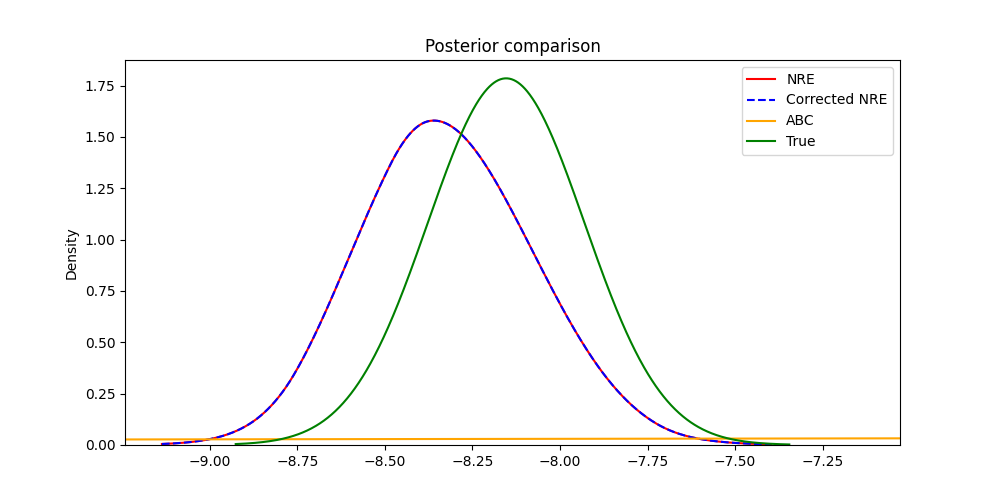 Posterior comparison
NRE
Corrected NRE
ABC
True
Density
1.75
1.50
1.25
1.00
0.75
0.50
0.25
0.00
−9.00 −8.75 −8.50 −8.25 −8.00 −7.75 −7.50 −7.25